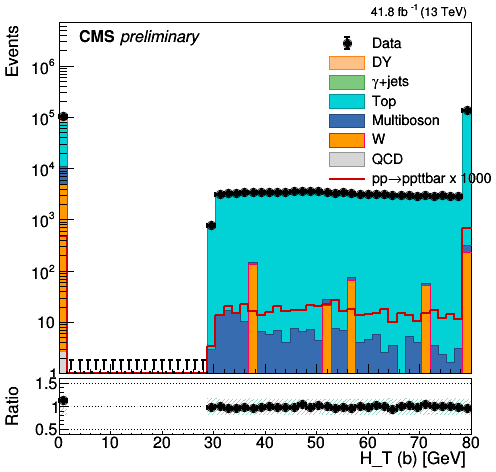 41.8 fb⁻¹ (13 TeV)
CMS preliminary
Events
Data
DY
γ+jets
Top
Multiboson
W
QCD
pp→ppttbar x 1000
10⁶
10⁵
10⁴
10³
10²
10
1
Ratio
1.5
1
0.5
0 10 20 30 40 50 60 70 80
H_T (b) [GeV]